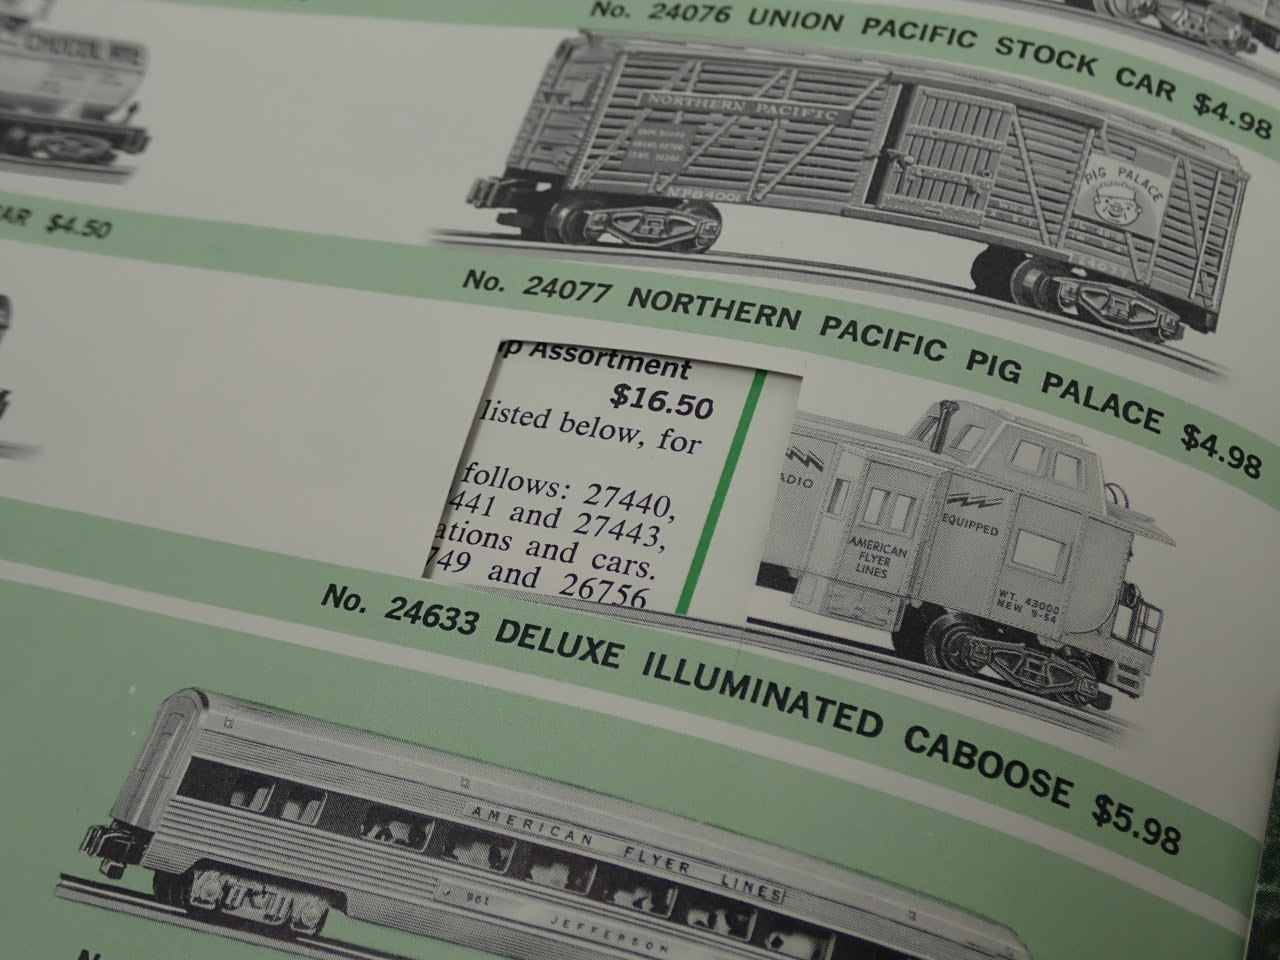 No. 24076 UNION PACIFIC STOCK CAR $4.98
NORTHERN PACIFIC
PIG PALACE
CAR $4.50
No. 24077 NORTHERN PACIFIC PIG PALACE $4.98
Assortment
$16.50
listed below, for
follows: 27440,
441 and 27443,
ations and cars.
749 and 26756
ADIO
EQUIPPED
AMERICAN
FLYER
LINES
WT. 43000
NEW 9-54
No. 24633 DELUXE ILLUMINATED CABOOSE $5.98
AMERICAN FLYER LINES
961
JEFFERSON